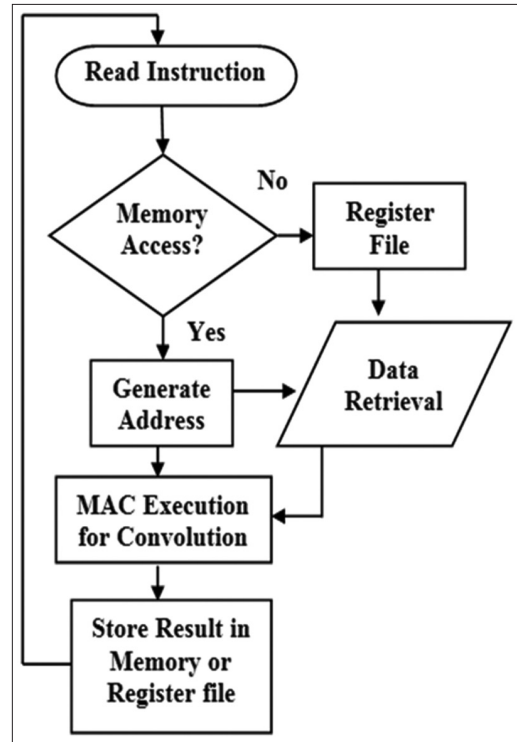 Read Instruction
No
Memory
Access?
Register
File
Yes
Generate
Address
Data
Retrieval
MAC Execution
for Convolution
Store Result in
Memory or
Register file